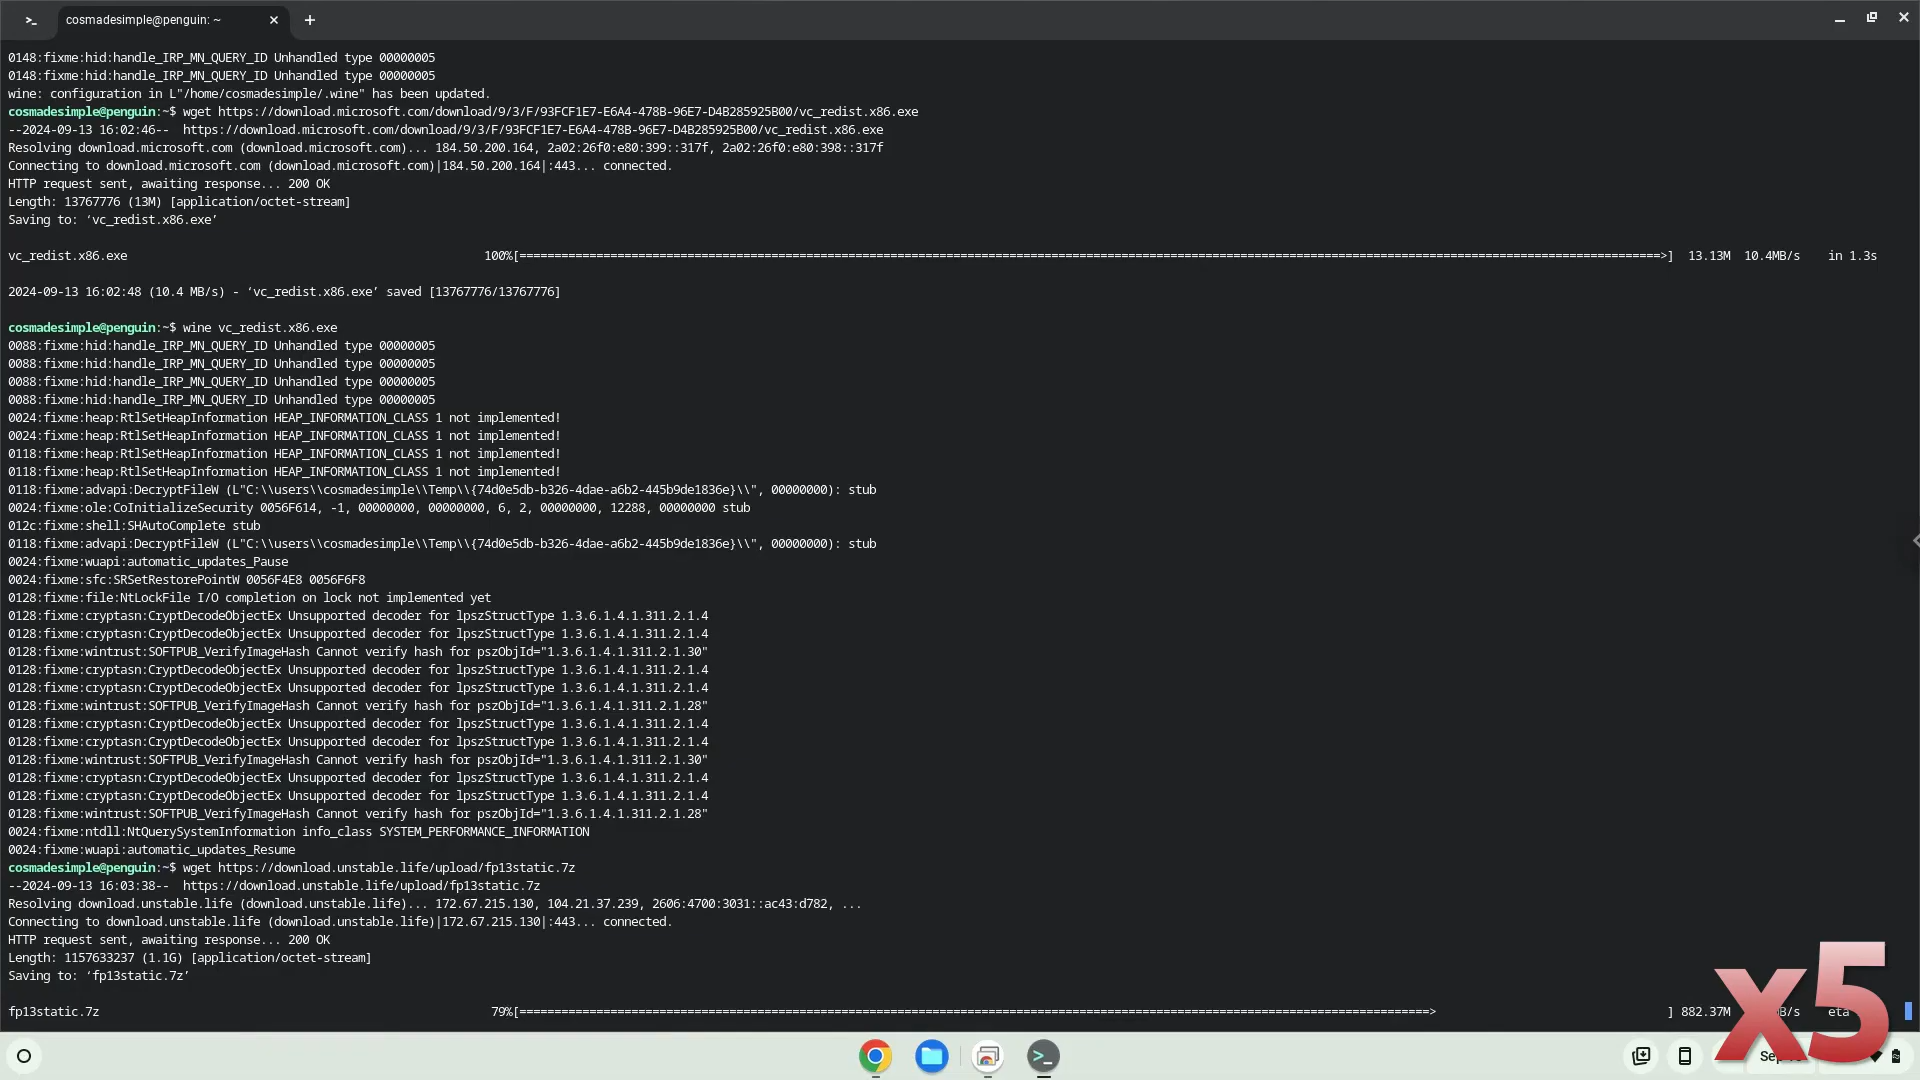 cosmadesimple@penguin: ~
0148:fixme:hid:handle_IRP_MN_QUERY_ID Unhandled type 00000005
0148:fixme:hid:handle_IRP_MN_QUERY_ID Unhandled type 00000005
wine: configuration in L"/home/cosmadesimple/.wine" has been updated.
cosmadesimple@penguin:~$ wget https://download.microsoft.com/download/9/3/F/93FCF1E7-E6A4-478B-96E7-D4B285925B00/vc_redist.x86.exe
--2024-09-13 16:02:46--  https://download.microsoft.com/download/9/3/F/93FCF1E7-E6A4-478B-96E7-D4B285925B00/vc_redist.x86.exe
Resolving download.microsoft.com (download.microsoft.com)... 184.50.200.164, 2a02:26f0:e80:399::317f, 2a02:26f0:e80:398::317f
Connecting to download.microsoft.com (download.microsoft.com)|184.50.200.164|:443... connected.
HTTP request sent, awaiting response... 200 OK
Length: 13767776 (13M) [application/octet-stream]
Saving to: ‘vc_redist.x86.exe’
vc_redist.x86.exe 100%[=====================>] 13.13M 10.4MB/s in 1.3s
2024-09-13 16:02:48 (10.4 MB/s) - ‘vc_redist.x86.exe’ saved [13767776/13767776]
cosmadesimple@penguin:~$ wine vc_redist.x86.exe
0088:fixme:hid:handle_IRP_MN_QUERY_ID Unhandled type 00000005
0088:fixme:hid:handle_IRP_MN_QUERY_ID Unhandled type 00000005
0088:fixme:hid:handle_IRP_MN_QUERY_ID Unhandled type 00000005
0088:fixme:hid:handle_IRP_MN_QUERY_ID Unhandled type 00000005
0024:fixme:heap:RtlSetHeapInformation HEAP_INFORMATION_CLASS 1 not implemented!
0024:fixme:heap:RtlSetHeapInformation HEAP_INFORMATION_CLASS 1 not implemented!
0118:fixme:heap:RtlSetHeapInformation HEAP_INFORMATION_CLASS 1 not implemented!
0118:fixme:heap:RtlSetHeapInformation HEAP_INFORMATION_CLASS 1 not implemented!
0118:fixme:advapi:DecryptFileW (L"C:\\users\\cosmadesimple\\Temp\\{74d0e5db-b326-4dae-a6b2-445b9de1836e}\\", 00000000): stub
0024:fixme:ole:CoInitializeSecurity 0056F614, -1, 00000000, 00000000, 6, 2, 00000000, 12288, 00000000 stub
012c:fixme:shell:SHAutoComplete stub
0118:fixme:advapi:DecryptFileW (L"C:\\users\\cosmadesimple\\Temp\\{74d0e5db-b326-4dae-a6b2-445b9de1836e}\\", 00000000): stub
0024:fixme:wuapi:automatic_updates_Pause
0024:fixme:sfc:SRSetRestorePointW 0056F4E8 0056F6F8
0128:fixme:file:NtLockFile I/O completion on lock not implemented yet
0128:fixme:cryptasn:CryptDecodeObjectEx Unsupported decoder for lpszStructType 1.3.6.1.4.1.311.2.1.4
0128:fixme:cryptasn:CryptDecodeObjectEx Unsupported decoder for lpszStructType 1.3.6.1.4.1.311.2.1.4
0128:fixme:wintrust:SOFTPUB_VerifyImageHash Cannot verify hash for pszObjId="1.3.6.1.4.1.311.2.1.30"
0128:fixme:cryptasn:CryptDecodeObjectEx Unsupported decoder for lpszStructType 1.3.6.1.4.1.311.2.1.4
0128:fixme:cryptasn:CryptDecodeObjectEx Unsupported decoder for lpszStructType 1.3.6.1.4.1.311.2.1.4
0128:fixme:wintrust:SOFTPUB_VerifyImageHash Cannot verify hash for pszObjId="1.3.6.1.4.1.311.2.1.28"
0128:fixme:cryptasn:CryptDecodeObjectEx Unsupported decoder for lpszStructType 1.3.6.1.4.1.311.2.1.4
0128:fixme:cryptasn:CryptDecodeObjectEx Unsupported decoder for lpszStructType 1.3.6.1.4.1.311.2.1.4
0128:fixme:wintrust:SOFTPUB_VerifyImageHash Cannot verify hash for pszObjId="1.3.6.1.4.1.311.2.1.30"
0128:fixme:cryptasn:CryptDecodeObjectEx Unsupported decoder for lpszStructType 1.3.6.1.4.1.311.2.1.4
0128:fixme:cryptasn:CryptDecodeObjectEx Unsupported decoder for lpszStructType 1.3.6.1.4.1.311.2.1.4
0128:fixme:wintrust:SOFTPUB_VerifyImageHash Cannot verify hash for pszObjId="1.3.6.1.4.1.311.2.1.28"
0024:fixme:ntdll:NtQuerySystemInformation info_class SYSTEM_PERFORMANCE_INFORMATION
0024:fixme:wuapi:automatic_updates_Resume
cosmadesimple@penguin:~$ wget https://download.unstable.life/upload/fp13static.7z
--2024-09-13 16:03:38--  https://download.unstable.life/upload/fp13static.7z
Resolving download.unstable.life (download.unstable.life)... 172.67.215.130, 104.21.37.239, 2606:4700:3031::ac43:d782, ...
Connecting to download.unstable.life (download.unstable.life)|172.67.215.130|:443... connected.
HTTP request sent, awaiting response... 200 OK
Length: 1157633237 (1.1G) [application/octet-stream]
Saving to: ‘fp13static.7z’
fp13static.7z 79%[=================> ] 882.37M eta
x5
Sep